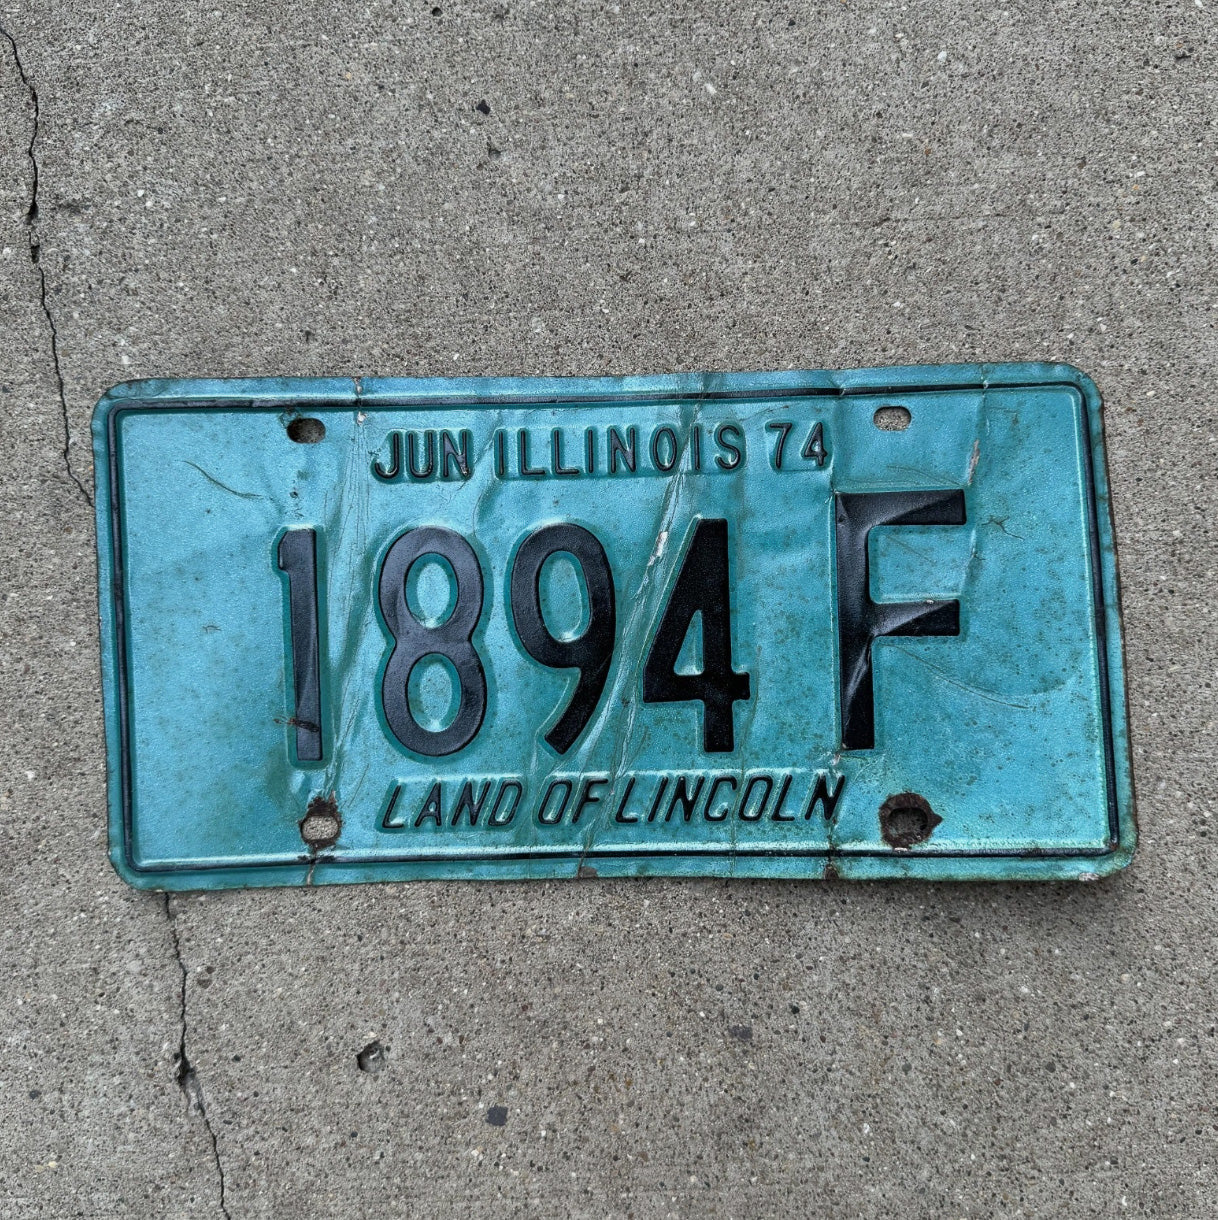 JUN ILLINOIS 74
1894 F
LAND OF LINCOLN